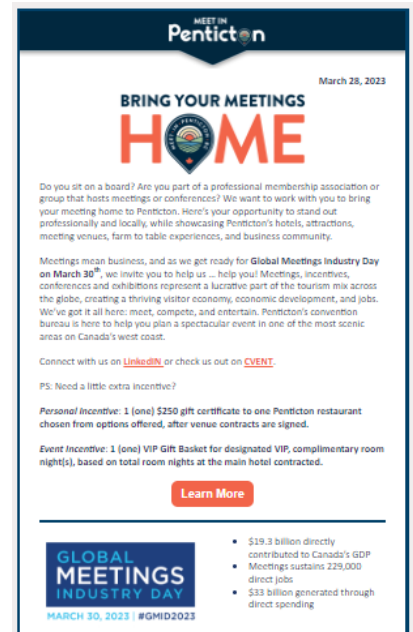 MEET IN
Penticton
March 28, 2023
BRING YOUR MEETINGS
HOME
MEET IN PENTICTON BC
Do you sit on a board? Are you part of a professional membership association or
group that hosts meetings or conferences? We want to work with you to bring
your meeting home to Penticton. Here's your opportunity to stand out
professionally and locally, while showcasing Penticton's hotels, attractions,
meeting venues, farm to table experiences, and business community.
Meetings mean business, and as we get ready for Global Meetings Industry Day
on March 30th, we invite you to help us ... help you! Meetings, incentives,
conferences and exhibitions represent a lucrative part of the tourism mix across
the globe, creating a thriving visitor economy, economic development, and jobs.
We've got it all here: meet, compete, and entertain. Penticton's convention
bureau is here to help you plan a spectacular event in one of the most scenic
areas on Canada's west coast.
Connect with us on LinkedIN or check us out on CVENT.
PS: Need a little extra incentive?
Personal Incentive: 1 (one) $250 gift certificate to one Penticton restaurant
chosen from options offered, after venue contracts are signed.
Event Incentive: 1 (one) VIP Gift Basket for designated VIP, complimentary room
night(s), based on total room nights at the main hotel contracted.
Learn More
GLOBAL
MEETINGS
INDUSTRY DAY
MARCH 30, 2023 | #GMID2023
• $19.3 billion directly
contributed to Canada's GDP
• Meetings sustains 229,000
direct jobs
• $33 billion generated through
direct spending